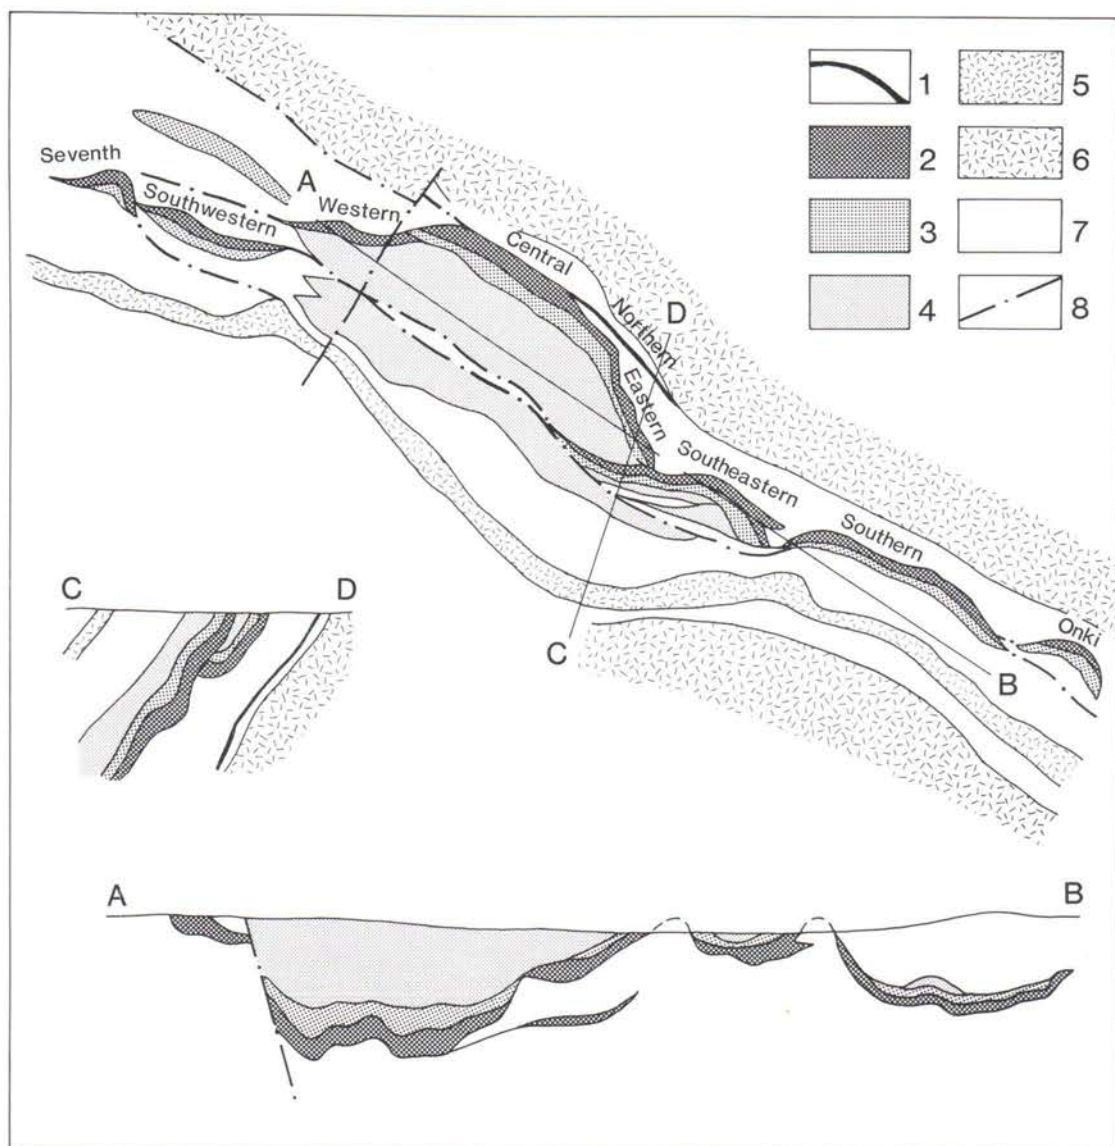 1 5
2 6
3 7
4 8
Seventh
Southwestern
A
Western
Central
Northern
D
Eastern
Southeastern
Southern
Onki
C
B
C D
A B